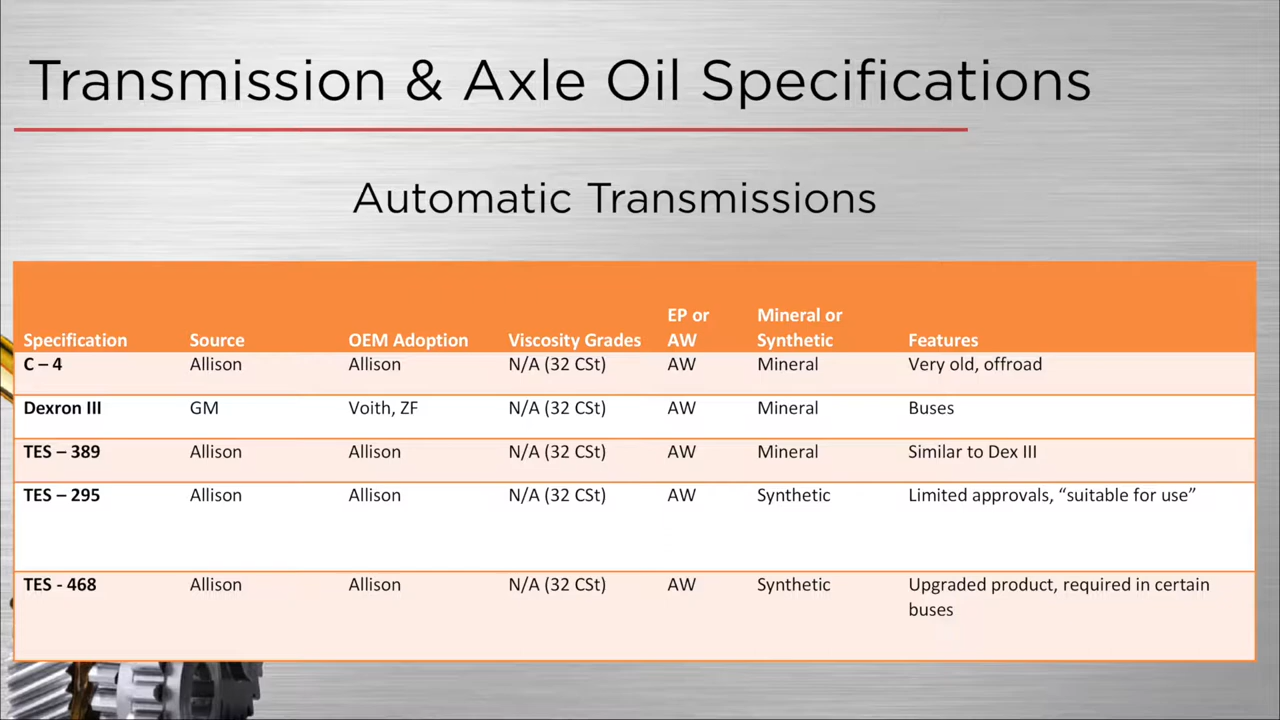 Transmission & Axle Oil Specifications
Automatic Transmissions
Specification Source OEM Adoption Viscosity Grades EP or AW Mineral or Synthetic Features
C – 4 Allison Allison N/A (32 CSt) AW Mineral Very old, offroad
Dexron III GM Voith, ZF N/A (32 CSt) AW Mineral Buses
TES – 389 Allison Allison N/A (32 CSt) AW Mineral Similar to Dex III
TES – 295 Allison Allison N/A (32 CSt) AW Synthetic Limited approvals, “suitable for use”
TES - 468 Allison Allison N/A (32 CSt) AW Synthetic Upgraded product, required in certain
buses